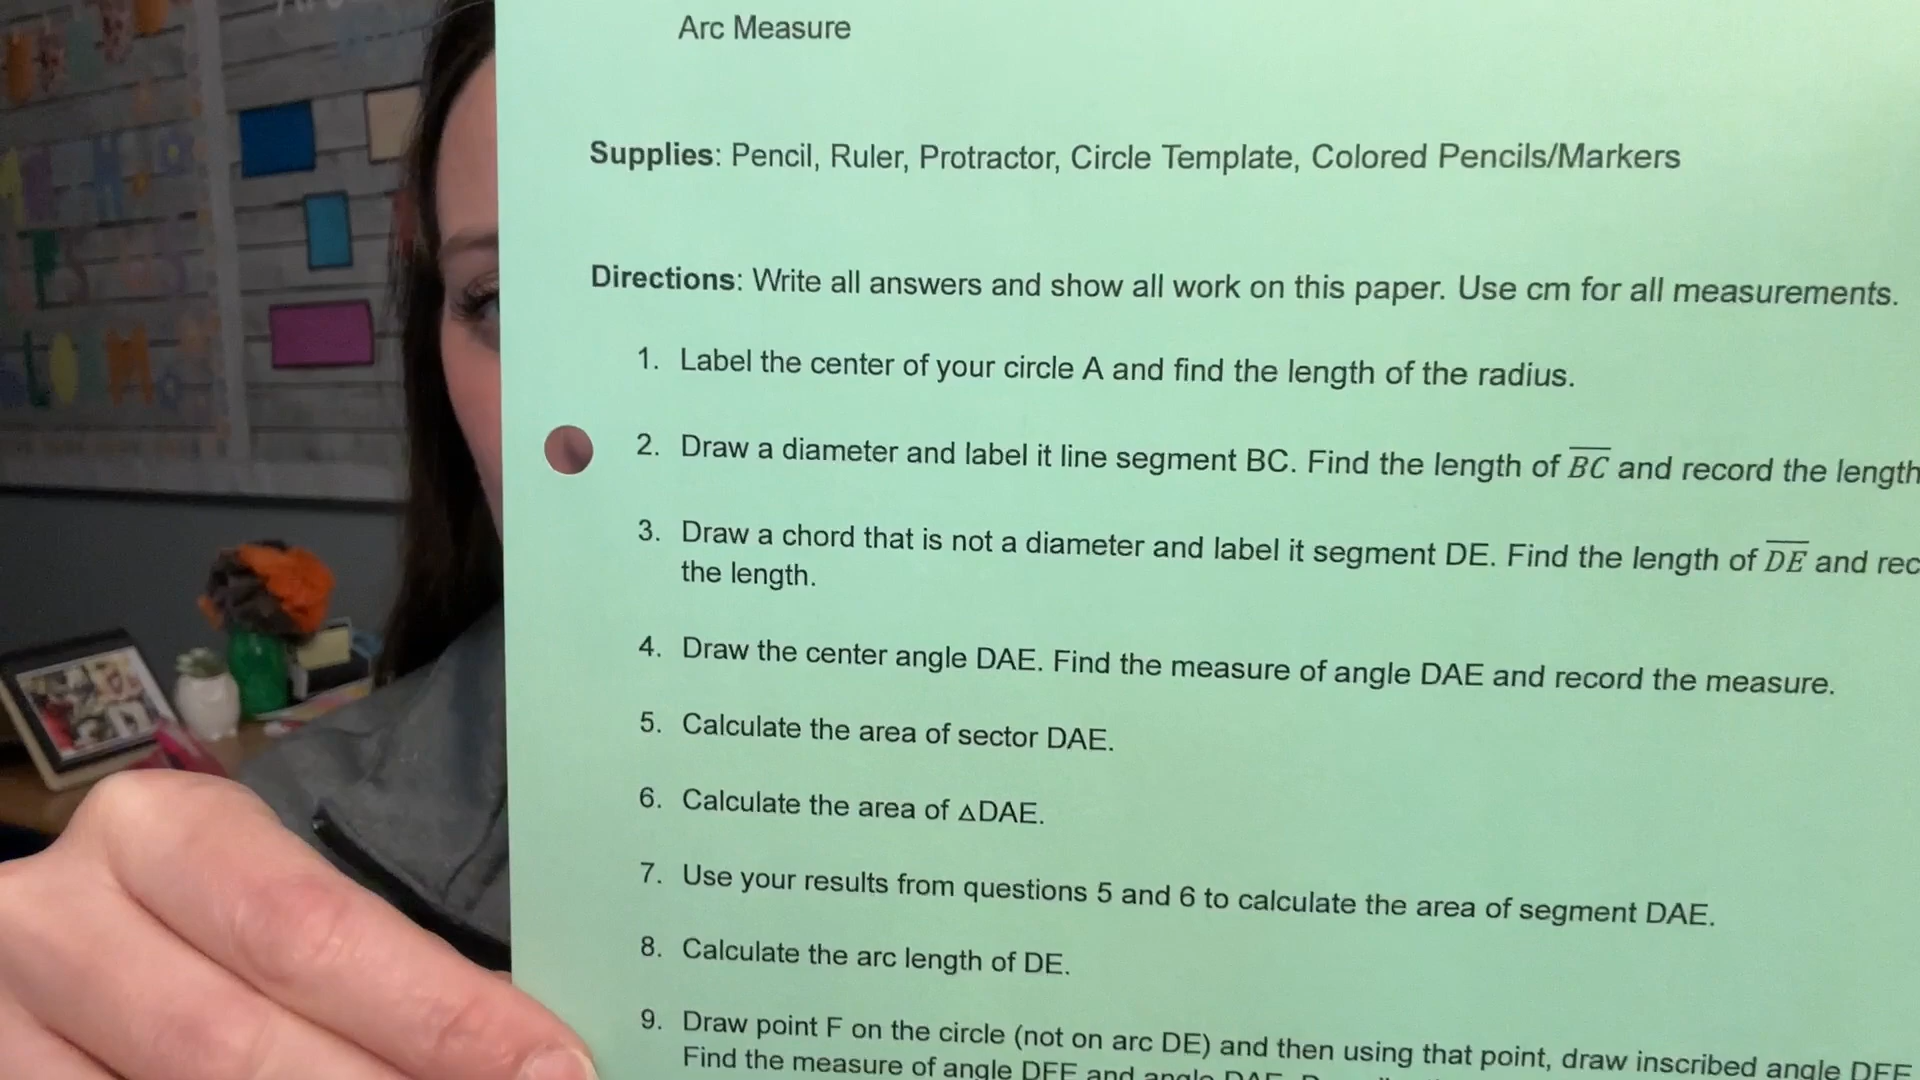 Arc Measure
Supplies: Pencil, Ruler, Protractor, Circle Template, Colored Pencils/Markers
Directions: Write all answers and show all work on this paper. Use cm for all measurements.
1. Label the center of your circle A and find the length of the radius.
2. Draw a diameter and label it line segment BC. Find the length of BC and record the length
3. Draw a chord that is not a diameter and label it segment DE. Find the length of DE and rec
the length.
4. Draw the center angle DAE. Find the measure of angle DAE and record the measure.
5. Calculate the area of sector DAE.
6. Calculate the area of △DAE.
7. Use your results from questions 5 and 6 to calculate the area of segment DAE.
8. Calculate the arc length of DE.
9. Draw point F on the circle (not on arc DE) and then using that point, draw inscribed angle DFE
Find the measure of angle DFE and angle DAE.